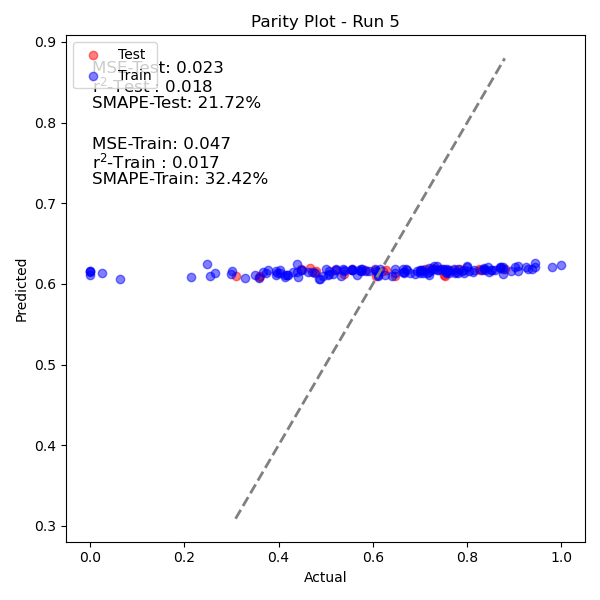 Parity Plot - Run 5
Test
Train
MSE-Test: 0.023
r²-Test : 0.018
SMAPE-Test: 21.72%
MSE-Train: 0.047
r²-Train : 0.017
SMAPE-Train: 32.42%
Predicted
0.9
0.8
0.7
0.6
0.5
0.4
0.3
0.0 0.2 0.4 0.6 0.8 1.0
Actual